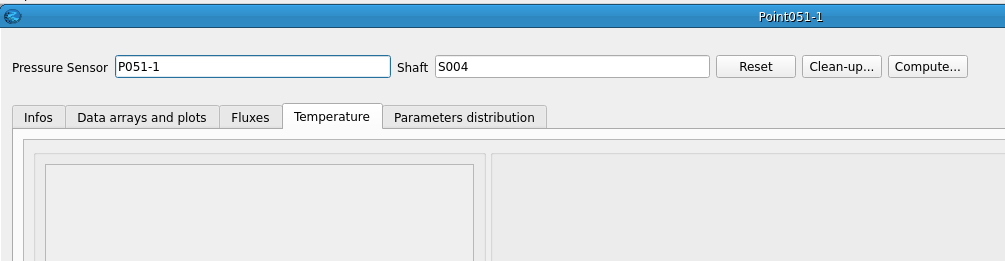 Point051-1
Pressure Sensor P051-1 Shaft S004 Reset Clean-up... Compute...
Infos Data arrays and plots Fluxes Temperature Parameters distribution